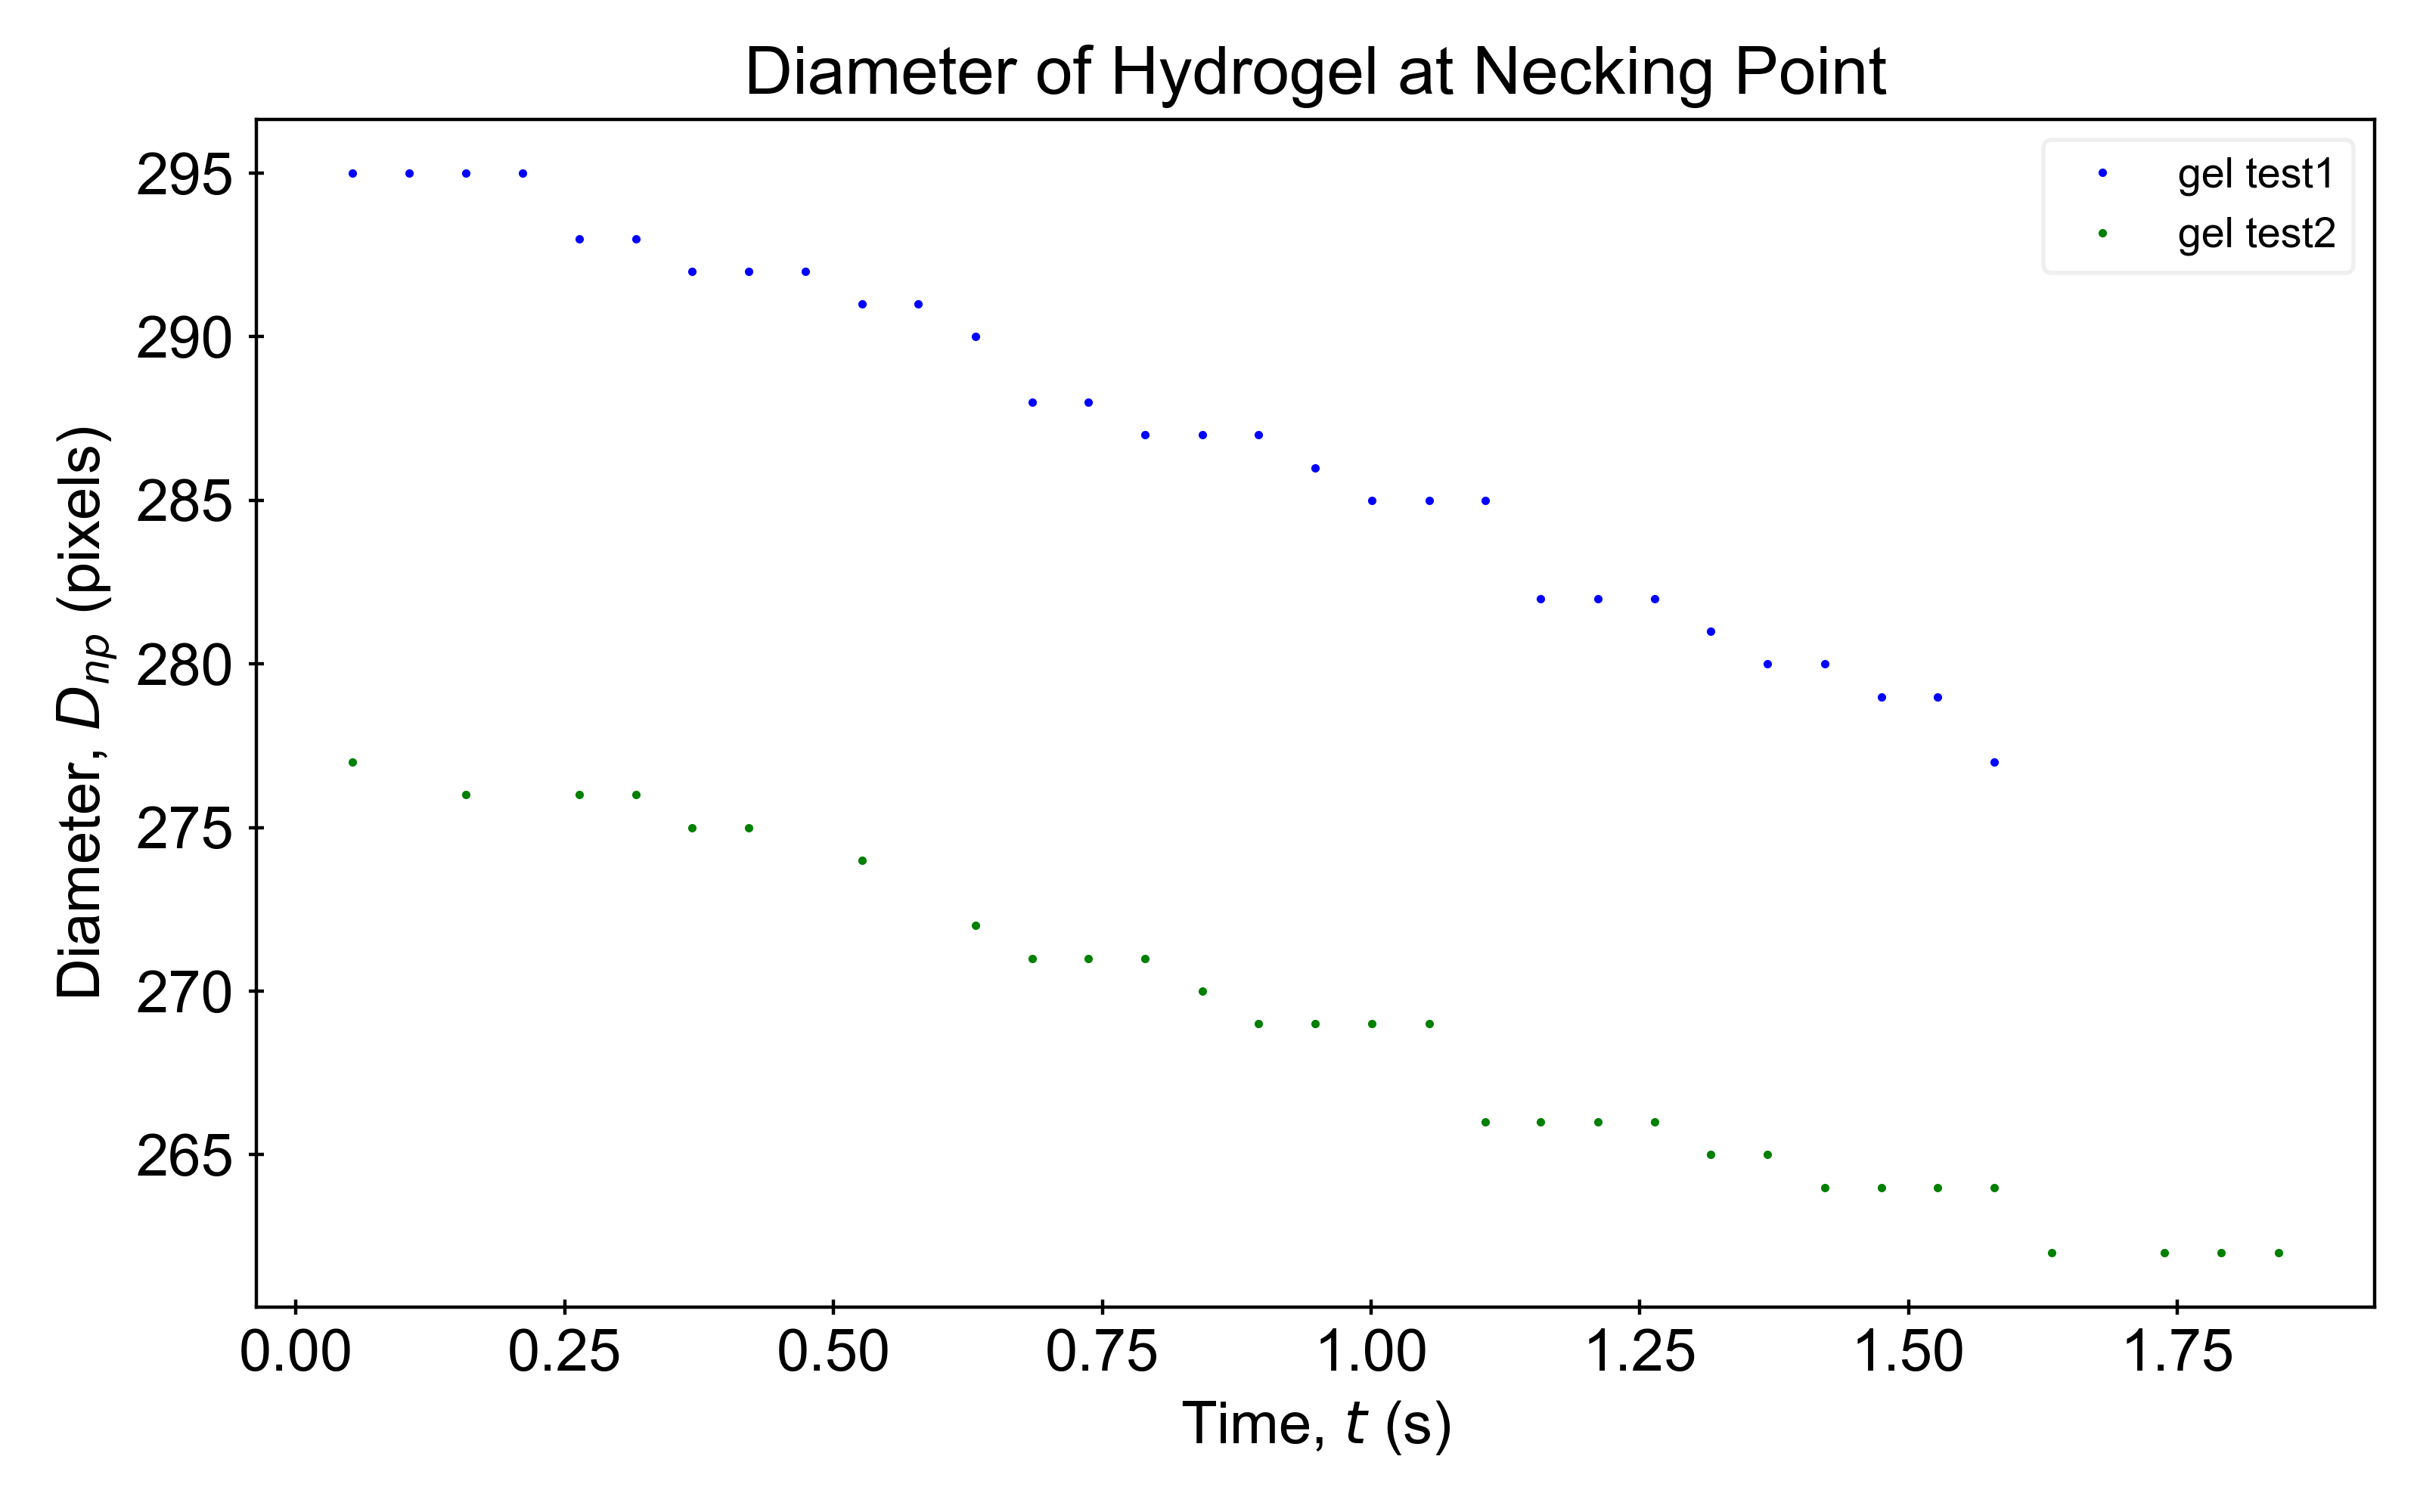 Diameter of Hydrogel at Necking Point
gel test1
gel test2
295
290
285
280
275
270
265
Diameter, D_np (pixels)
0.00 0.25 0.50 0.75 1.00 1.25 1.50 1.75
Time, t (s)